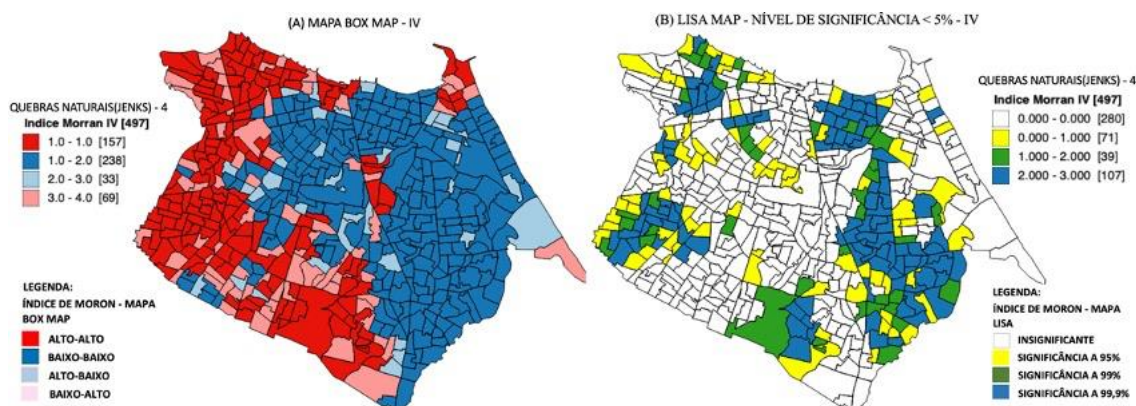 (A) MAPA BOX MAP - IV
QUEBRAS NATURAIS(JENKS) - 4
Indice Morran IV [497]
1.0 - 1.0 [157]
1.0 - 2.0 [238]
2.0 - 3.0 [33]
3.0 - 4.0 [69]
LEGENDA:
ÍNDICE DE MORON - MAPA
BOX MAP
ALTO-ALTO
BAIXO-BAIXO
ALTO-BAIXO
BAIXO-ALTO
(B) LISA MAP - NÍVEL DE SIGNIFICÂNCIA < 5% - IV
QUEBRAS NATURAIS(JENKS) - 4
Indice Morran IV [497]
0.000 - 0.000 [280]
0.000 - 1.000 [71]
1.000 - 2.000 [39]
2.000 - 3.000 [107]
LEGENDA:
ÍNDICE DE MORON - MAPA
LISA
INSIGNIFICANTE
SIGNIFICÂNCIA A 95%
SIGNIFICÂNCIA A 99%
SIGNIFICÂNCIA A 99,9%